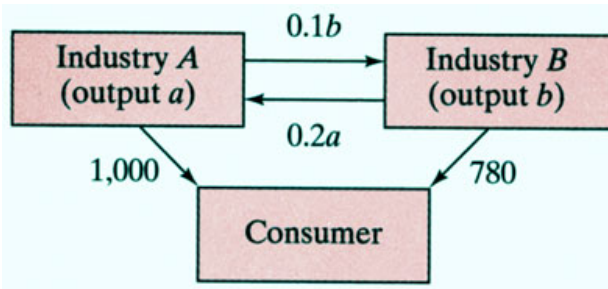 0.1b
Industry A
(output a)
Industry B
(output b)
0.2a
1,000
780
Consumer